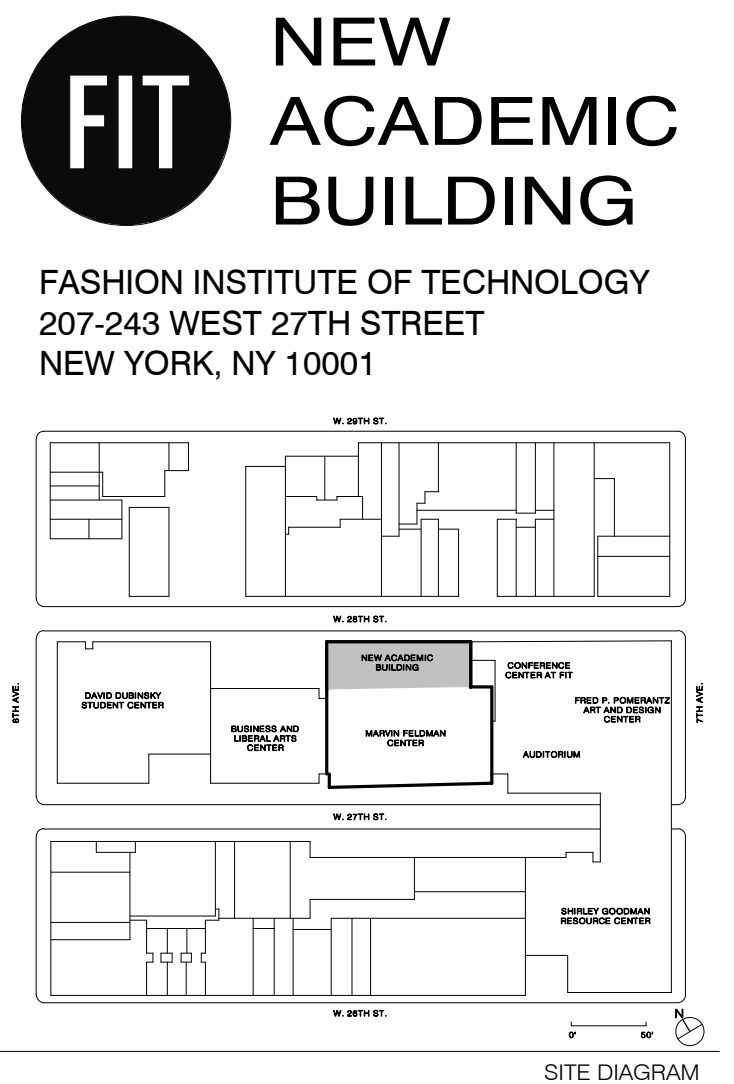 FIT
NEW
ACADEMIC
BUILDING
FASHION INSTITUTE OF TECHNOLOGY
207-243 WEST 27TH STREET
NEW YORK, NY 10001
W. 29TH ST.
W. 28TH ST.
NEW ACADEMIC
BUILDING
CONFERENCE
CENTER AT FIT
8TH AVE.
DAVID DUBINSKY
STUDENT CENTER
FRED P. POMERANTZ
ART AND DESIGN
CENTER
7TH AVE.
BUSINESS AND
LIBERAL ARTS
CENTER
MARVIN FELDMAN
CENTER
AUDITORIUM
W. 27TH ST.
SHIRLEY GOODMAN
RESOURCE CENTER
W. 26TH ST.
N
0'
50'
SITE DIAGRAM